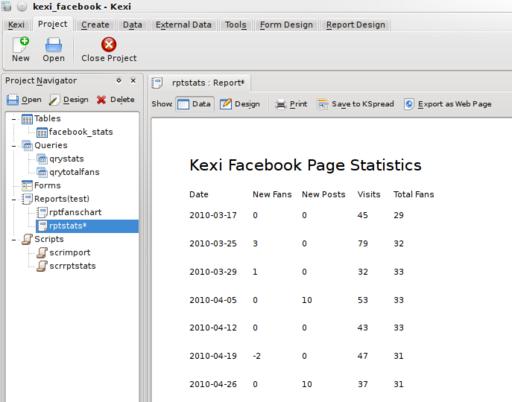 kexi_facebook - Kexi
Kexi Project Create Data External Data Tools Form Design Report Design
New Open Close Project
Project Navigator
Open Design Delete
Tables
facebook_stats
Queries
qrystats
qrytotalfans
Forms
Reports(test)
rptfanschart
rptstats*
Scripts
scrimport
scrrptstats
rptstats : Report*
Show: Data Design Print Save to KSpread Export as Web Page
Kexi Facebook Page Statistics
Date New Fans New Posts Visits Total Fans
2010-03-17 0 0 45 29
2010-03-25 3 0 79 32
2010-03-29 1 0 32 33
2010-04-05 0 10 53 33
2010-04-12 0 0 43 33
2010-04-19 -2 0 47 31
2010-04-26 0 10 37 31